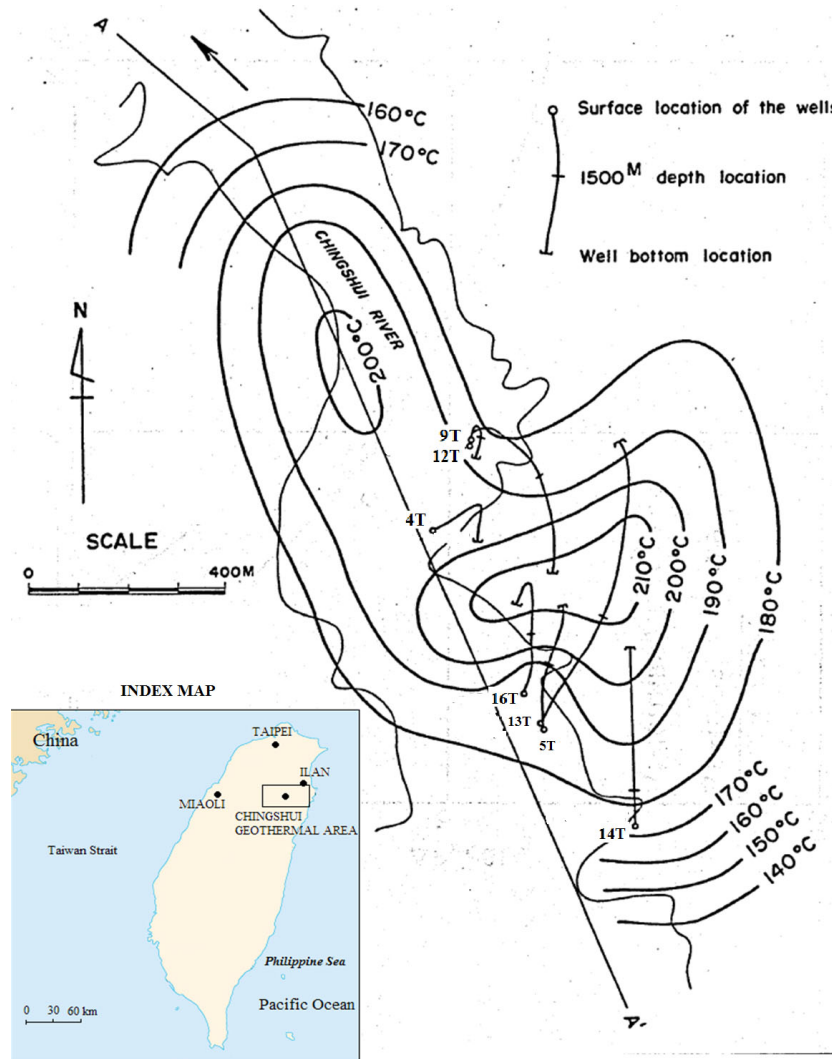 A
160°C
170°C
Surface location of the wells
1500M depth location
Well bottom location
CHINGSHUI RIVER
N
200°C
9T
12T
4T
SCALE
0 400M
210°C
200°C
190°C
180°C
16T
13T
5T
14T
170°C
160°C
150°C
140°C
A'
INDEX MAP
China
TAIPEI
ILAN
MIAOLI
CHINGSHUI
GEOTHERMAL AREA
Taiwan Strait
Philippine Sea
Pacific Ocean
0 30 60 km